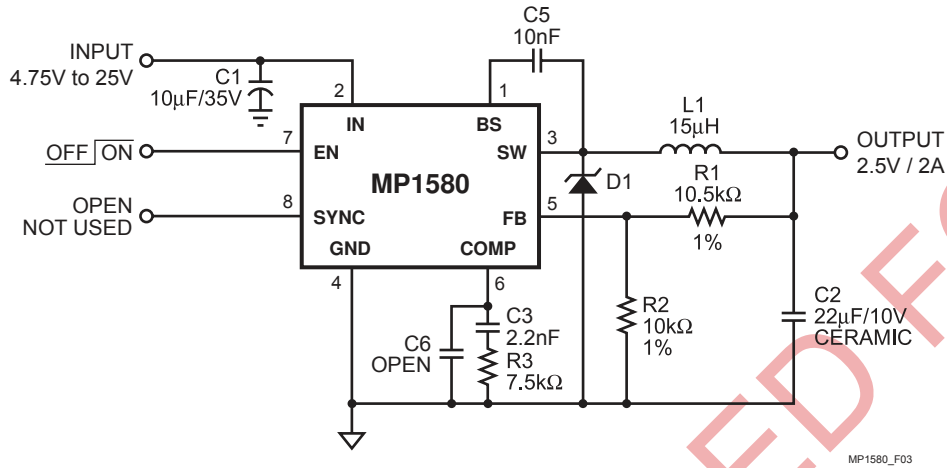 C5
10nF
INPUT
4.75V to 25V
C1
10µF/35V
2
1
IN
BS
L1
15µH
7
3
OFF ON
EN
SW
OUTPUT
2.5V / 2A
MP1580
D1
R1
10.5kΩ
1%
OPEN
NOT USED
8
5
SYNC
FB
GND
COMP
4
6
C3
2.2nF
R2
10kΩ
1%
C2
22µF/10V
CERAMIC
C6
OPEN
R3
7.5kΩ
MP1580_F03